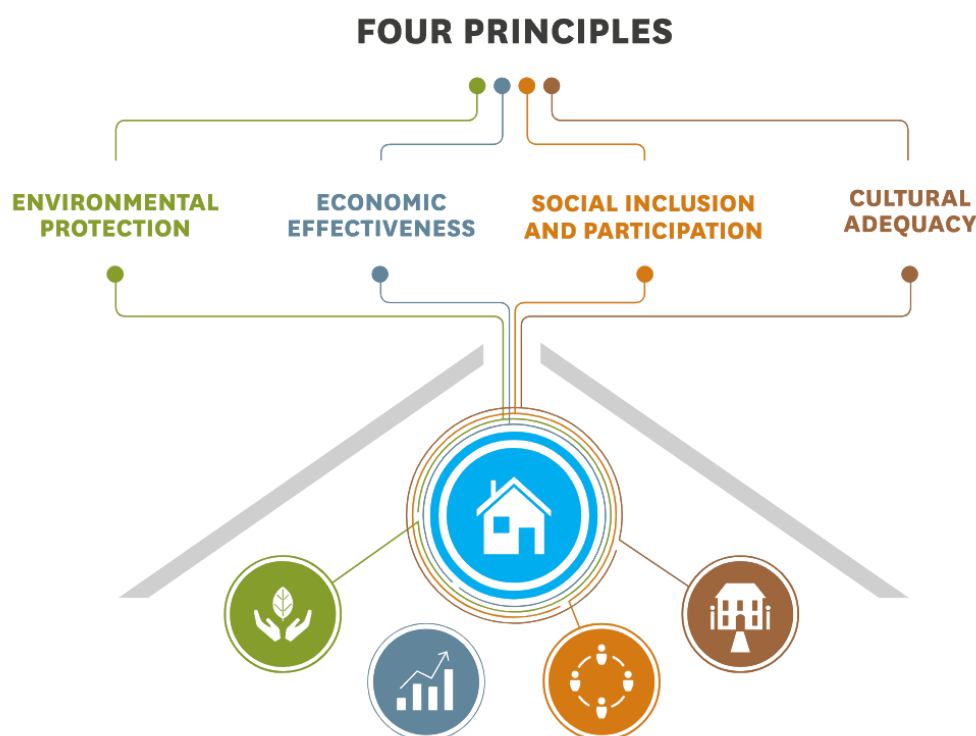 FOUR PRINCIPLES
ENVIRONMENTAL
PROTECTION
ECONOMIC
EFFECTIVENESS
SOCIAL INCLUSION
AND PARTICIPATION
CULTURAL
ADEQUACY